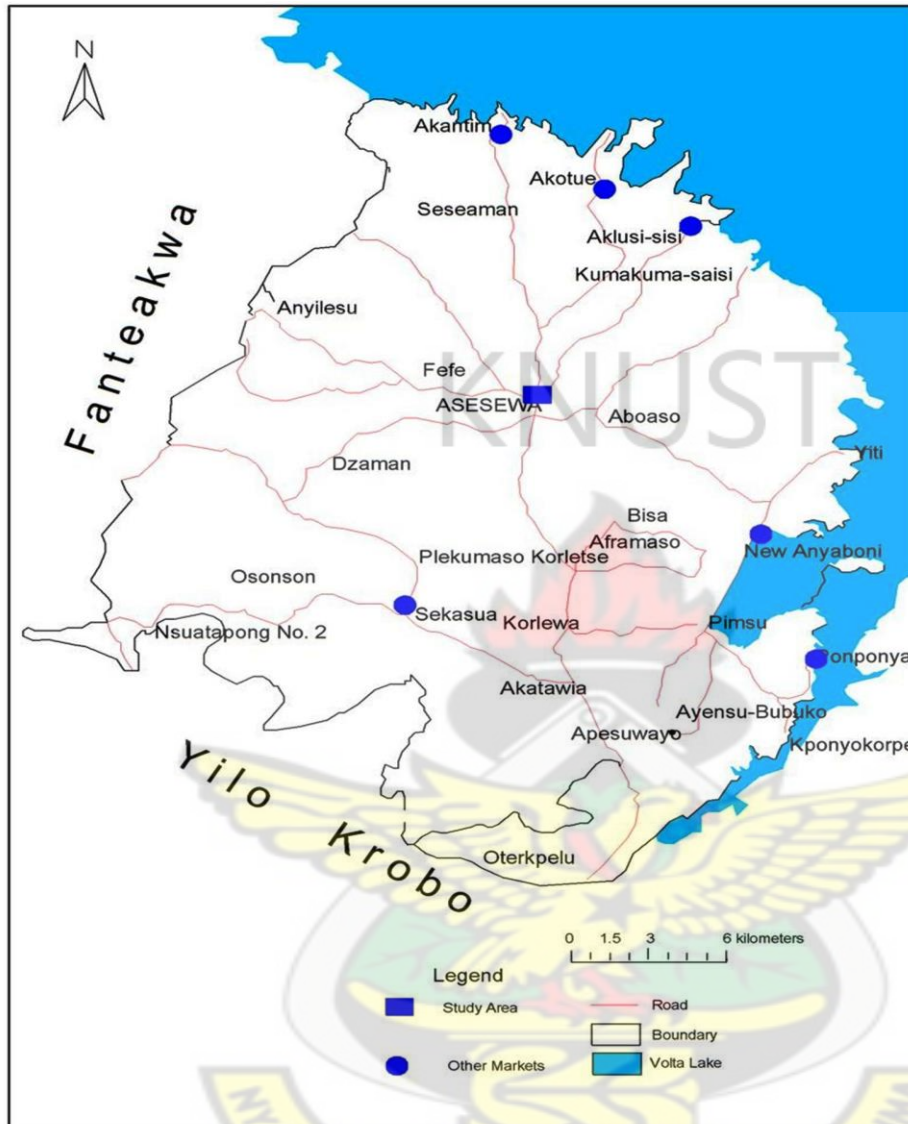 N
Akantim
Akotue
Seseaman
Aklusi-sisi
Kumakuma-saisi
Fanteakwa
Anyilesu
KNUST
Fefe
ASESEWA
Aboaso
Dzaman
Yiti
Bisa
Aframaso
New Anyaboni
Plekumaso Korletse
Osonson
Sekasua
Korlewa
Pimsu
Nsuatapong No. 2
Ponponya
Akatawia
Ayensu-Bubuko
Apesuwayo
Kponyokorpe
Yilo Krobo
Oterkpelu
0 1.5 3 6 kilometers
Legend
Study Area
Road
Boundary
Other Markets
Volta Lake